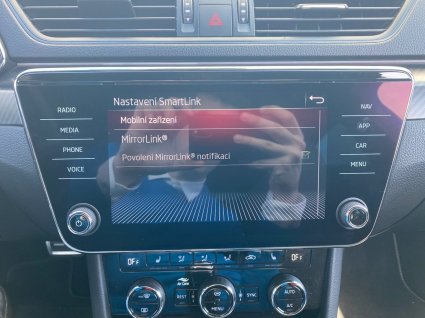 Nastavení SmartLink
Mobilní zařízení
MirrorLink®
Povolení MirrorLink® notifikací
RADIO
MEDIA
PHONE
VOICE
NAV
APP
CAR
MENU
OFF
OFF
REST
MENU
SYNC
AUTO
A/C